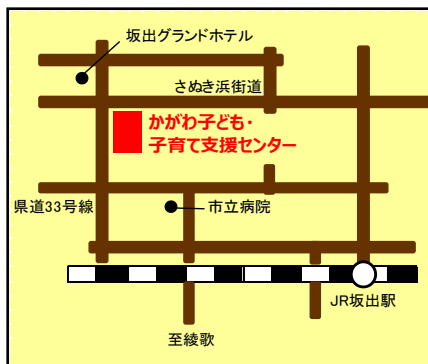 坂出グランドホテル
さぬき浜街道
かがわ子ども・
子育て支援センター
県道33号線
市立病院
JR坂出駅
至綾歌